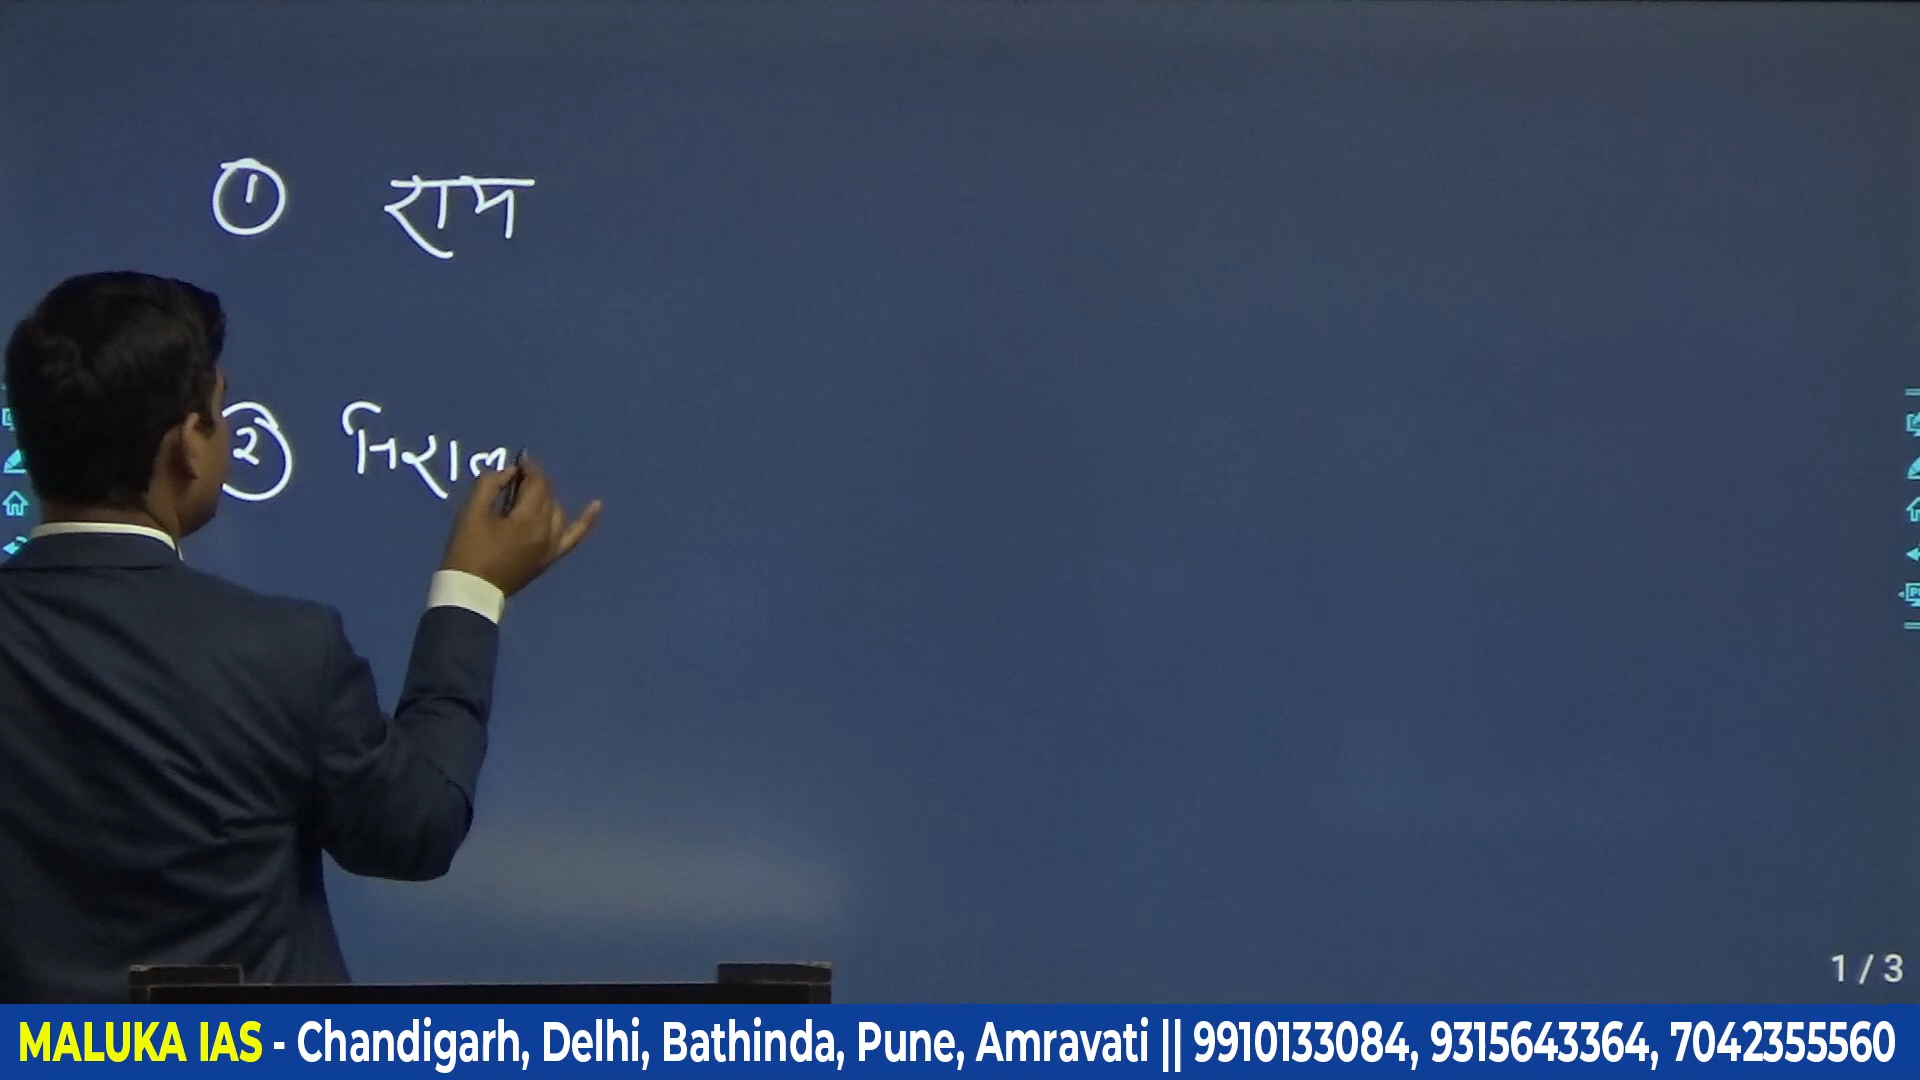 ① राम
② निराल
1 / 3
MALUKA IAS - Chandigarh, Delhi, Bathinda, Pune, Amravati || 9910133084, 9315643364, 7042355560